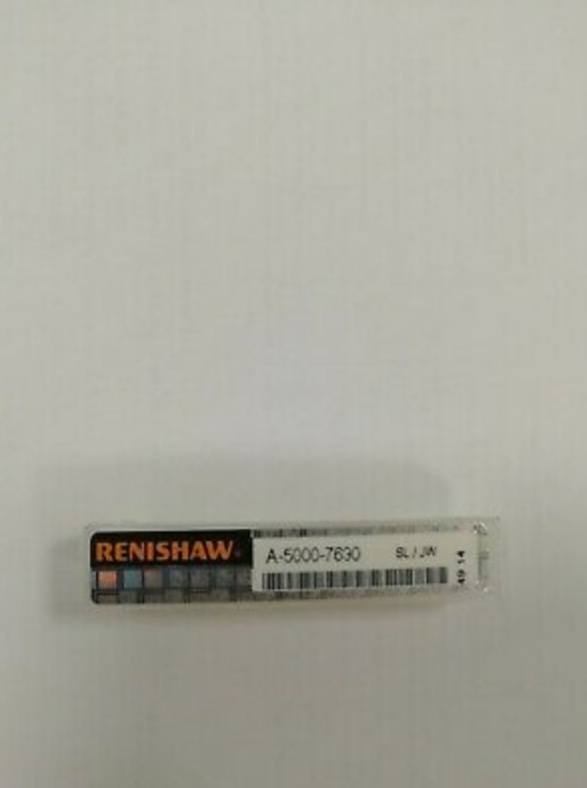 RENISHAW
A-5000-7630
SL / JW
49 14